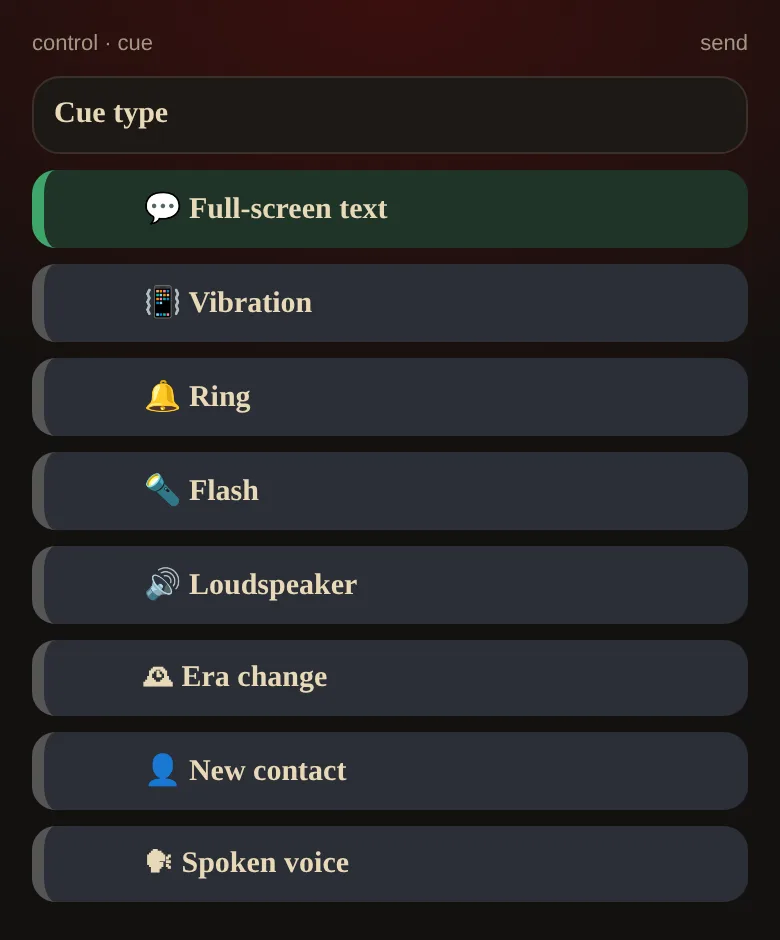 control · cue
send
Cue type
💬 Full-screen text
📳 Vibration
🔔 Ring
🔦 Flash
🔊 Loudspeaker
🕰 Era change
👤 New contact
🗣 Spoken voice